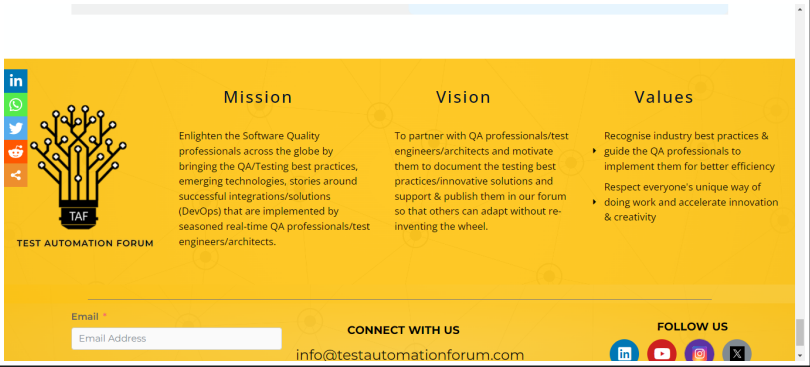 Mission
Enlighten the Software Quality
professionals across the globe by
bringing the QA/Testing best practices,
emerging technologies, stories around
successful integrations/solutions
(DevOps) that are implemented by
seasoned real-time QA professionals/test
engineers/architects.
Vision
To partner with QA professionals/test
engineers/architects and motivate
them to document the testing best
practices/innovative solutions and
support & publish them in our forum
so that others can adapt without re-
inventing the wheel.
Values
Recognise industry best practices &
guide the QA professionals to
implement them for better efficiency
Respect everyone's unique way of
doing work and accelerate innovation
& creativity
in
TAF
TEST AUTOMATION FORUM
Email *
Email Address
CONNECT WITH US
info@testautomationforum.com
FOLLOW US
in
X